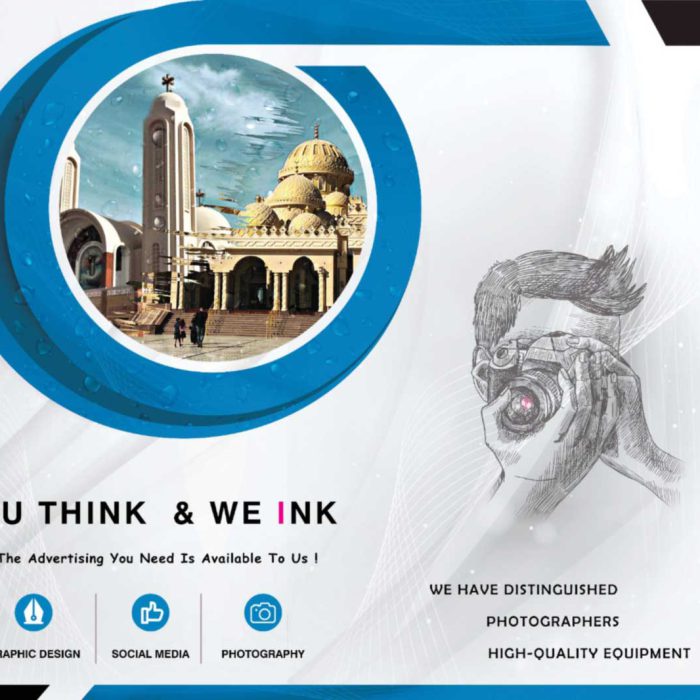 U THINK & WE INK
The Advertising You Need Is Available To Us !
RAPHIC DESIGN
SOCIAL MEDIA
PHOTOGRAPHY
WE HAVE DISTINGUISHED
PHOTOGRAPHERS
HIGH-QUALITY EQUIPMENT